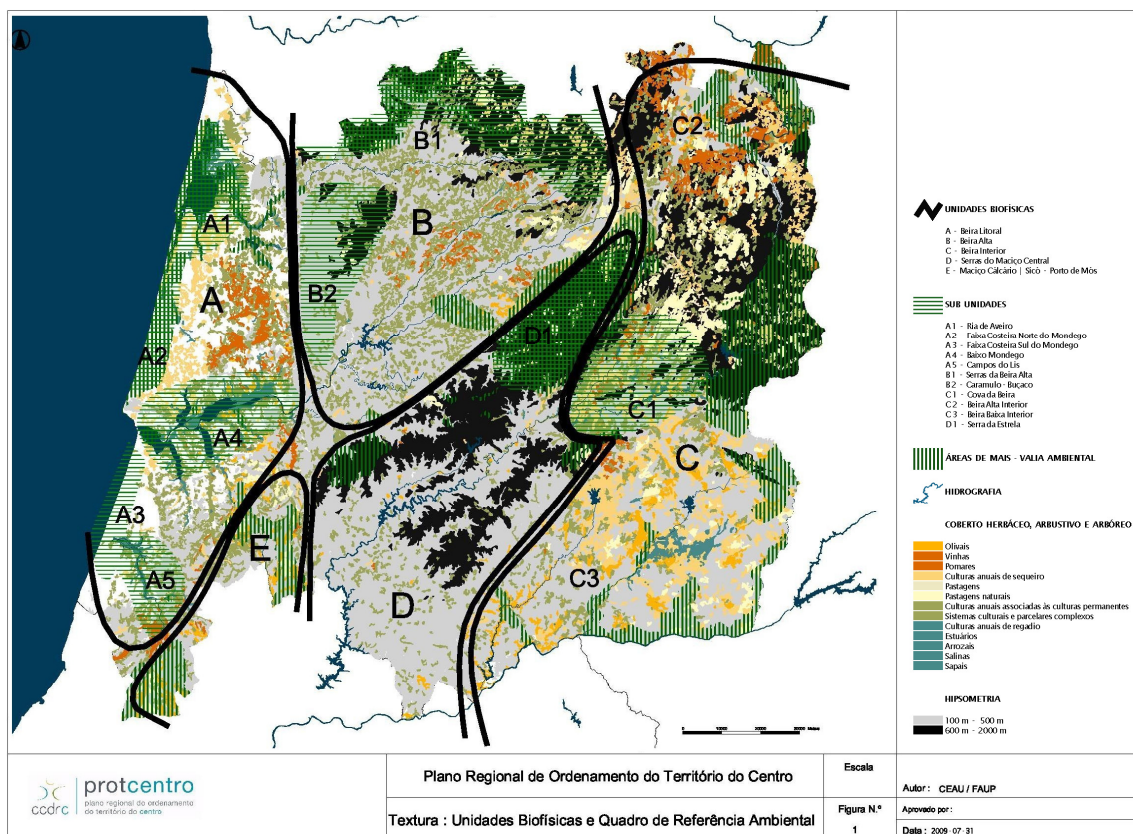 B1
C2
A1
B
A
B2
D1
A2
C1
A4
C
A3
E
A5
C3
D
UNIDADES BIOFÍSICAS
A - Beira Litoral
B - Beira Alta
C - Beira Interior
D - Serras do Maciço Central
E - Maciço Cálcário | Sicò - Porto de Mòs
SUB UNIDADES
A1 - Ria de Aveiro
A2 - Faixa Costeira Norte do Mondego
A3 - Faixa Costeira Sul do Mondego
A4 - Baixo Mondego
A5 - Campos do Lis
B1 - Serras da Beira Alta
B2 - Caramulo - Buçaco
C1 - Cova da Beira
C2 - Beira Alta Interior
C3 - Beira Baixa Interior
D1 - Serra da Estrela
ÁREAS DE MAIS - VALIA AMBIENTAL
HIDROGRAFIA
COBERTO HERBÁCEO, ARBUSTIVO E ARBÓREO
Olivais
Vinhas
Pomares
Culturas anuais de sequeiro
Pastagens
Pastagens naturais
Culturas anuais associadas às culturas permanentes
Sistemas culturais e parcelares complexos
Culturas anuais de regadio
Estuários
Arrozais
Salinas
Sapais
HIPSOMETRIA
100 m - 500 m
600 m - 2000 m
ccdrc
protcentro
plano regional do ordenamento
do território do centro
Plano Regional de Ordenamento do Território do Centro
Textura : Unidades Biofísicas e Quadro de Referência Ambiental
Escala
Figura N.º
1
Autor : CEAU / FAUP
Aprovado por :
Data : 2009-07-31